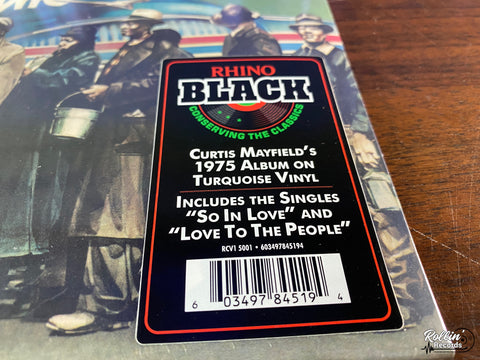 RHINO
BLACK
CONSERVING THE CLASSICS
CURTIS MAYFIELD'S
1975 ALBUM ON
TURQUOISE VINYL
INCLUDES THE SINGLES
"SO IN LOVE" AND
"LOVE TO THE PEOPLE"
RCV1 5001 • 603497845194
6 03497 84519 4
Rollin'
Records